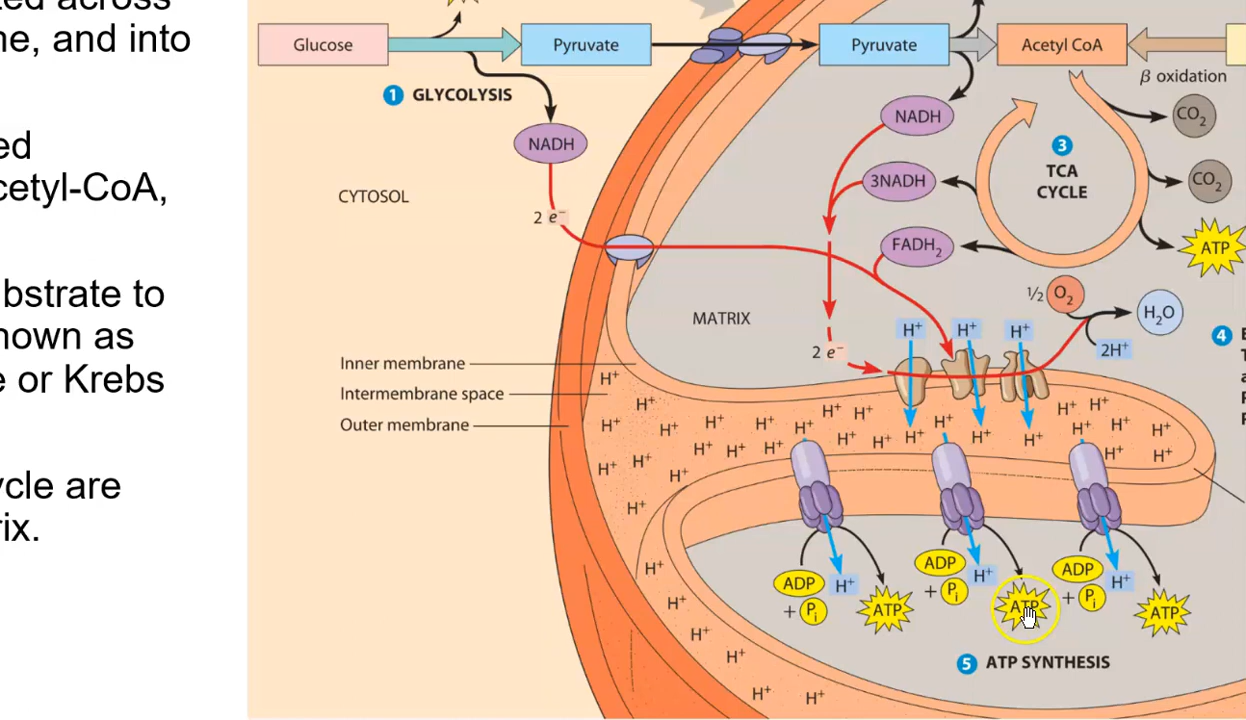 ted across
ne, and into
ed
cetyl-CoA,
bstrate to
nown as
e or Krebs
ycle are
rix.
Glucose
Pyruvate
Pyruvate
Acetyl CoA
β oxidation
1 GLYCOLYSIS
NADH
NADH
CO2
3
TCA
CYCLE
3NADH
CO2
CYTOSOL
2 e−
FADH2
ATP
½ O2
H2O
MATRIX
H+ H+ H+
2H+
4
2 e−
Inner membrane
Intermembrane space
Outer membrane
H+
H+ H+ H+ H+ H+
H+ H+ H+ H+ H+ H+ H+ H+ H+
H+ H+ H+ H+ H+ H+ H+ H+ H+
H+ H+ H+ H+ H+
H+
H+
ADP
+ Pi
H+
ATP
ADP
+ Pi
H+
ATP
ADP
+ Pi
H+
ATP
H+
H+
H+
H+ H+
5 ATP SYNTHESIS